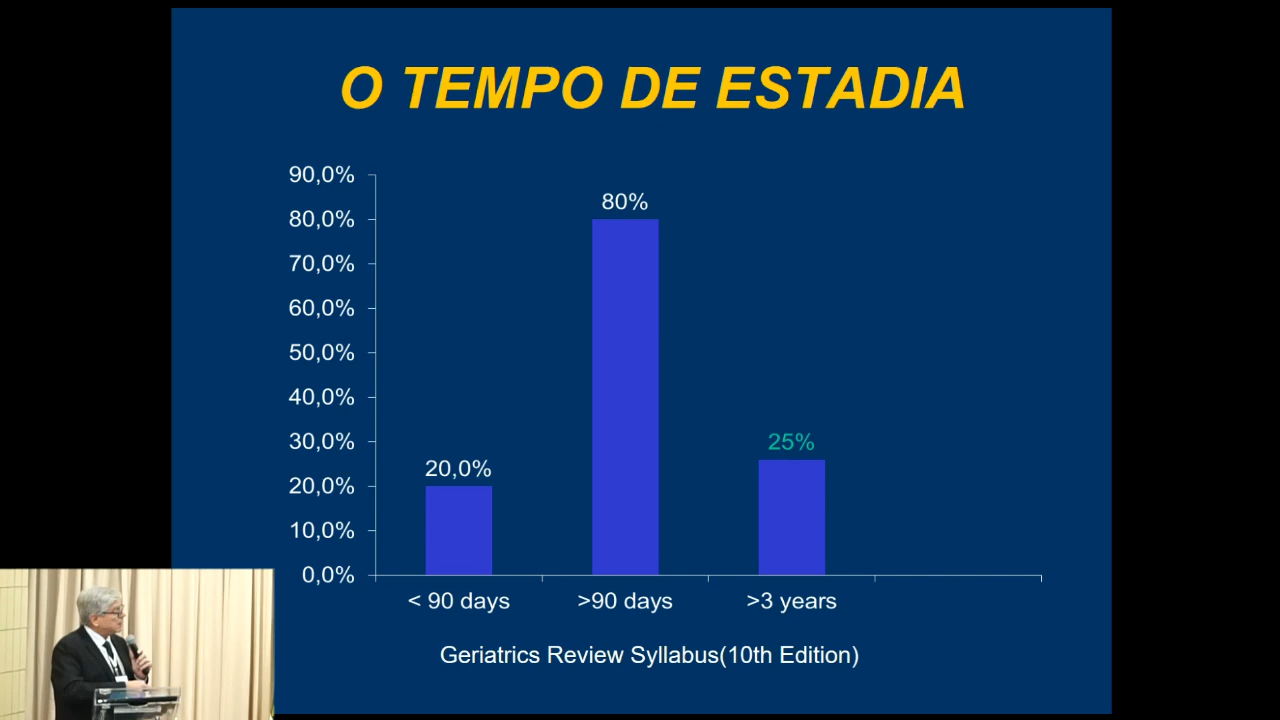 O TEMPO DE ESTADIA
90,0%
80,0%
70,0%
60,0%
50,0%
40,0%
30,0%
20,0%
10,0%
0,0%
20,0%
80%
25%
< 90 days
>90 days
>3 years
Geriatrics Review Syllabus(10th Edition)